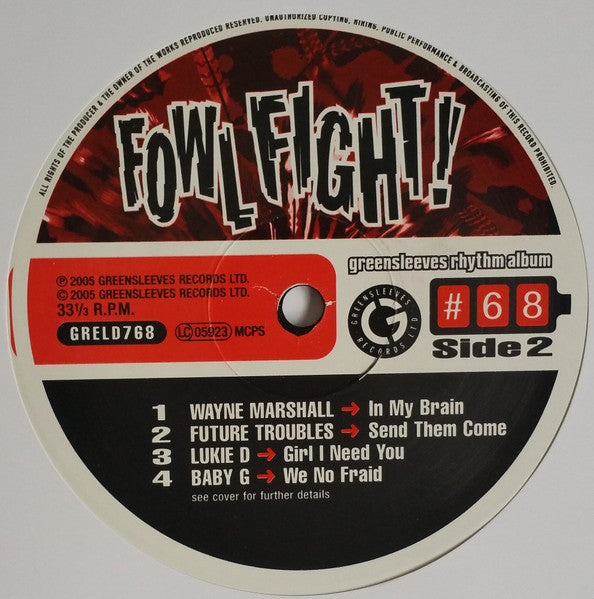 ALL RIGHTS OF THE PRODUCER & THE OWNER OF THE WORKS REPRODUCED RESERVED. UNAUTHORIZED COPYING, HIRING, PUBLIC PERFORMANCE & BROADCASTING OF THIS RECORD PROHIBITED.
FOWL FIGHT!
greensleeves rhythm album
℗ 2005 GREENSLEEVES RECORDS LTD.
© 2005 GREENSLEEVES RECORDS LTD.
33⅓ R.P.M.
GRELD768 LC 05923 MCPS
GREENSLEEVES RECORDS LTD
G
#68
Side 2
1 WAYNE MARSHALL → In My Brain
2 FUTURE TROUBLES → Send Them Come
3 LUKIE D → Girl I Need You
4 BABY G → We No Fraid
see cover for further details